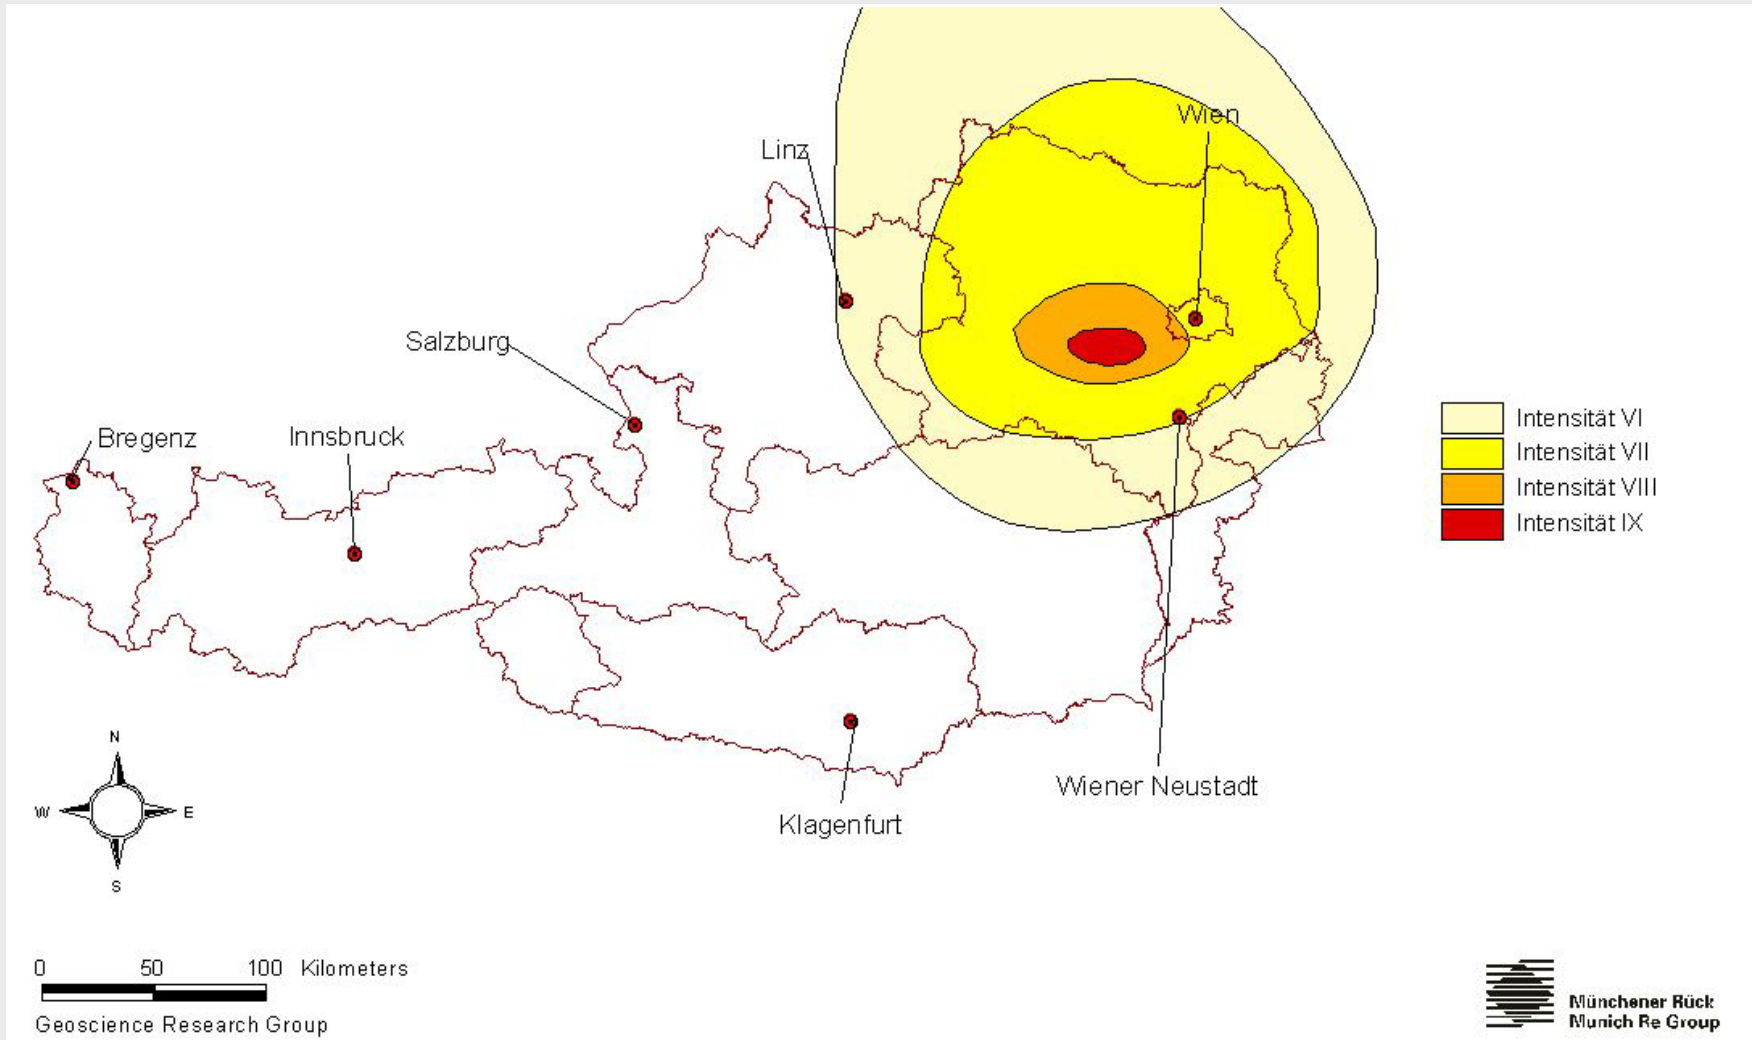 Wien
Linz
Salzburg
Bregenz
Innsbruck
Intensität VI
Intensität VII
Intensität VIII
Intensität IX
N
W
E
S
Wiener Neustadt
Klagenfurt
0 50 100 Kilometers
Geoscience Research Group
Münchener Rück
Munich Re Group